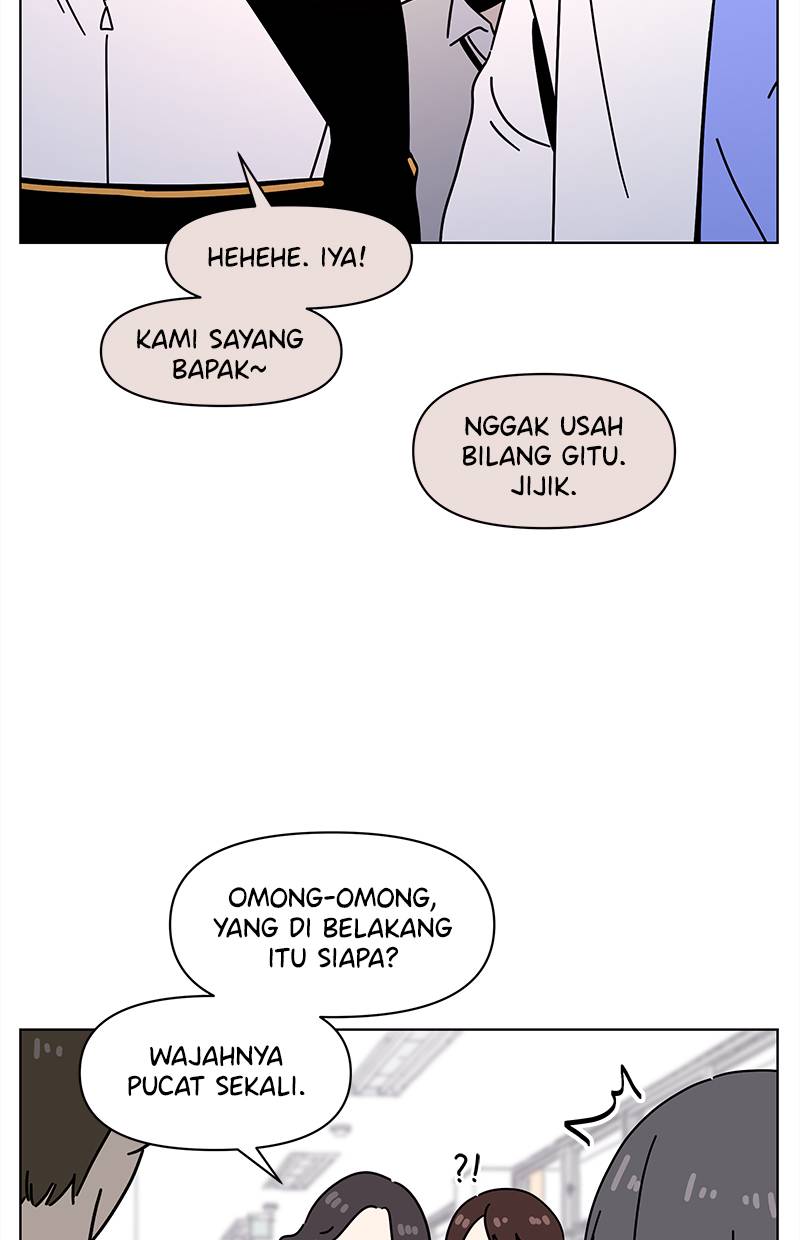 HEHEHE. IYA!
KAMI SAYANG
BAPAK~
NGGAK USAH
BILANG GITU.
JIJIK.
OMONG-OMONG,
YANG DI BELAKANG
ITU SIAPA?
WAJAHNYA
PUCAT SEKALI.
?!